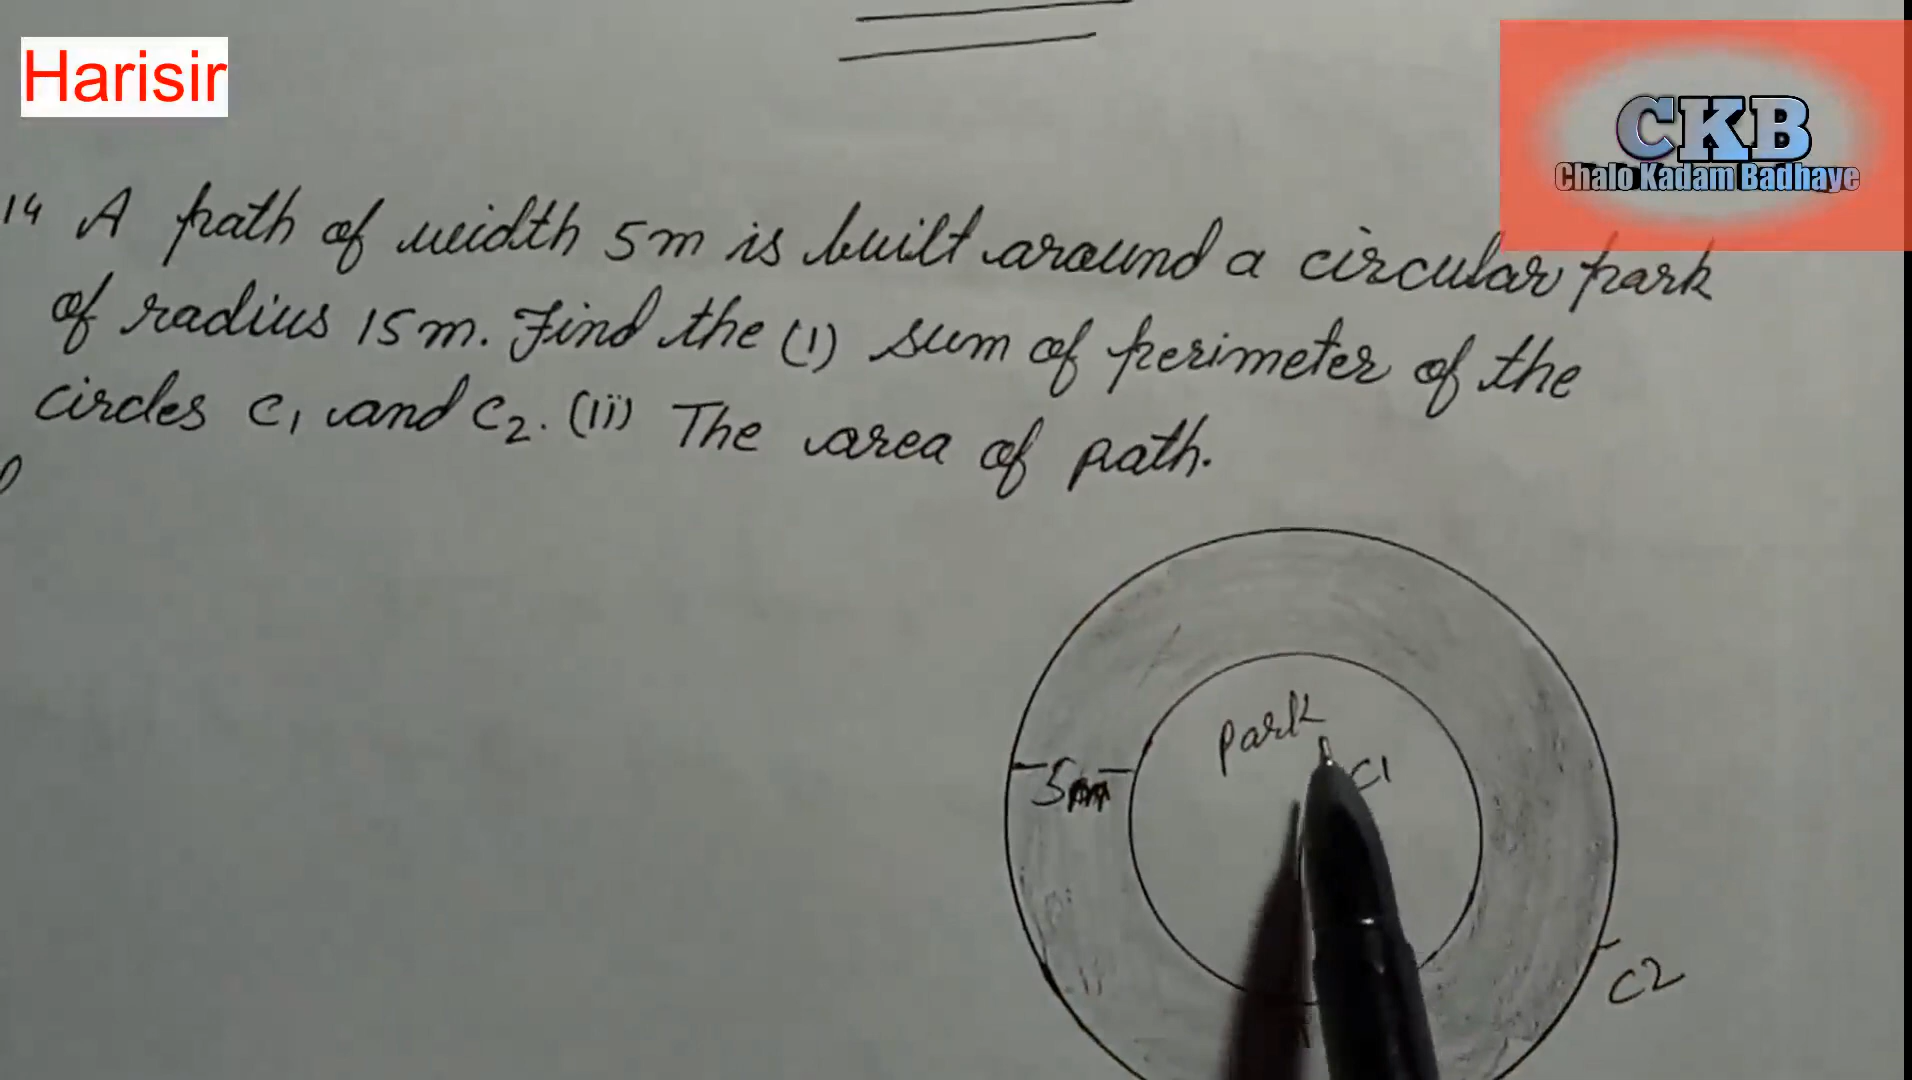 Harisir
CKB
Chalo Kadam Badhaye
14 A path of width 5m is built around a circular park
of radius 15m. Find the (1) sum of perimeter of the
circles C1 and C2. (ii) The area of path.
Park
C1
5m
C2